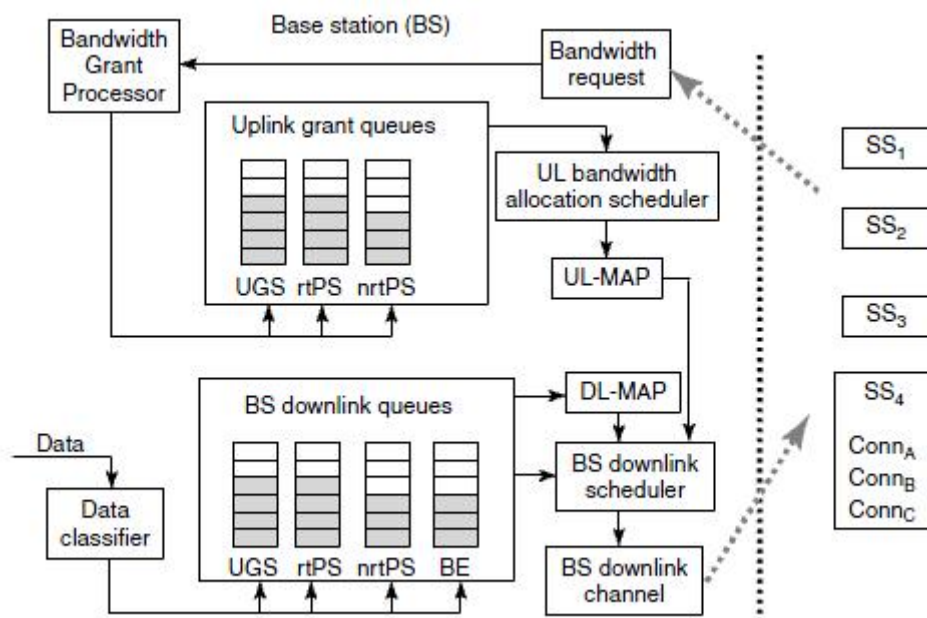 Base station (BS)
Bandwidth
Grant
Processor
Bandwidth
request
Uplink grant queues
UGS rtPS nrtPS
UL bandwidth
allocation scheduler
UL-MAP
SS1
SS2
SS3
SS4
ConnA
ConnB
ConnC
BS downlink queues
UGS rtPS nrtPS BE
DL-MAP
BS downlink
scheduler
BS downlink
channel
Data
Data
classifier